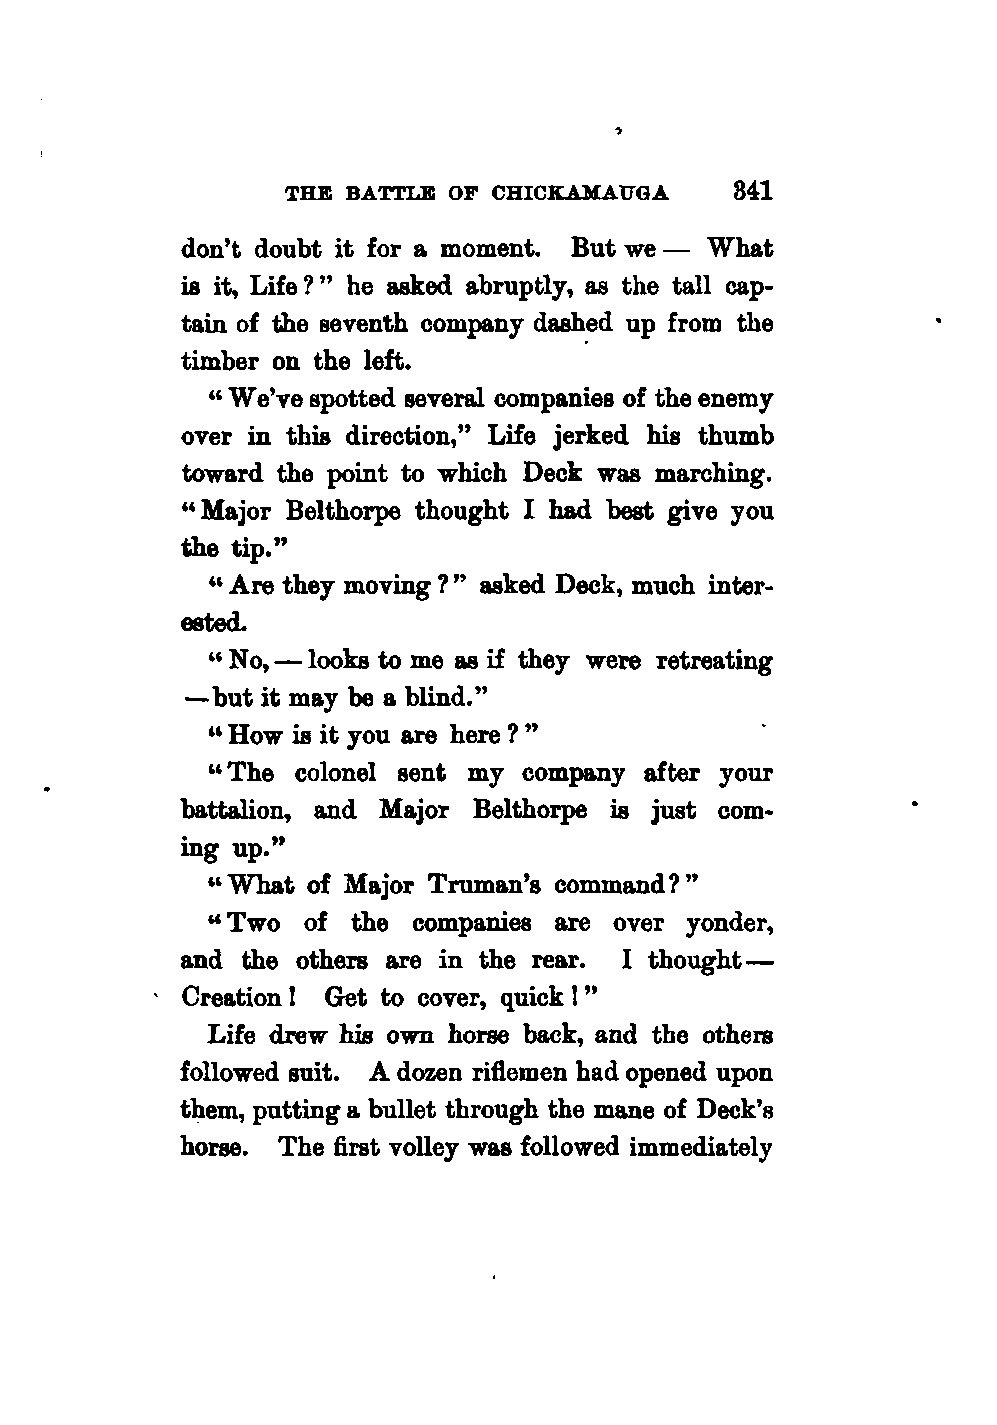 THE BATTLE OF CHICKAMAUGA 341
don't doubt it for a moment. But we — What
is it, Life?" he asked abruptly, as the tall cap-
tain of the seventh company dashed up from the
timber on the left.
"We've spotted several companies of the enemy
over in this direction," Life jerked his thumb
toward the point to which Deck was marching.
"Major Belthorpe thought I had best give you
the tip."
"Are they moving?" asked Deck, much inter-
ested.
"No, — looks to me as if they were retreating
— but it may be a blind."
"How is it you are here?"
"The colonel sent my company after your
battalion, and Major Belthorpe is just com-
ing up."
"What of Major Truman's command?"
"Two of the companies are over yonder,
and the others are in the rear. I thought —
Creation! Get to cover, quick!"
Life drew his own horse back, and the others
followed suit. A dozen riflemen had opened upon
them, putting a bullet through the mane of Deck's
horse. The first volley was followed immediately